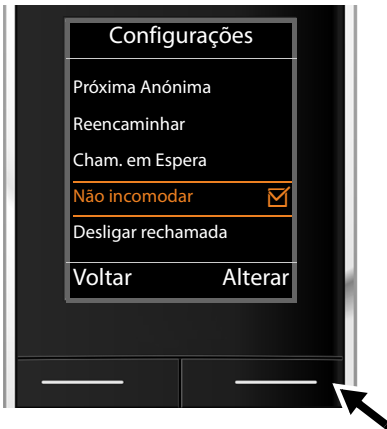 Configurações
Próxima Anónima
Reencaminhar
Cham. em Espera
Não incomodar
Desligar rechamada
Voltar Alterar